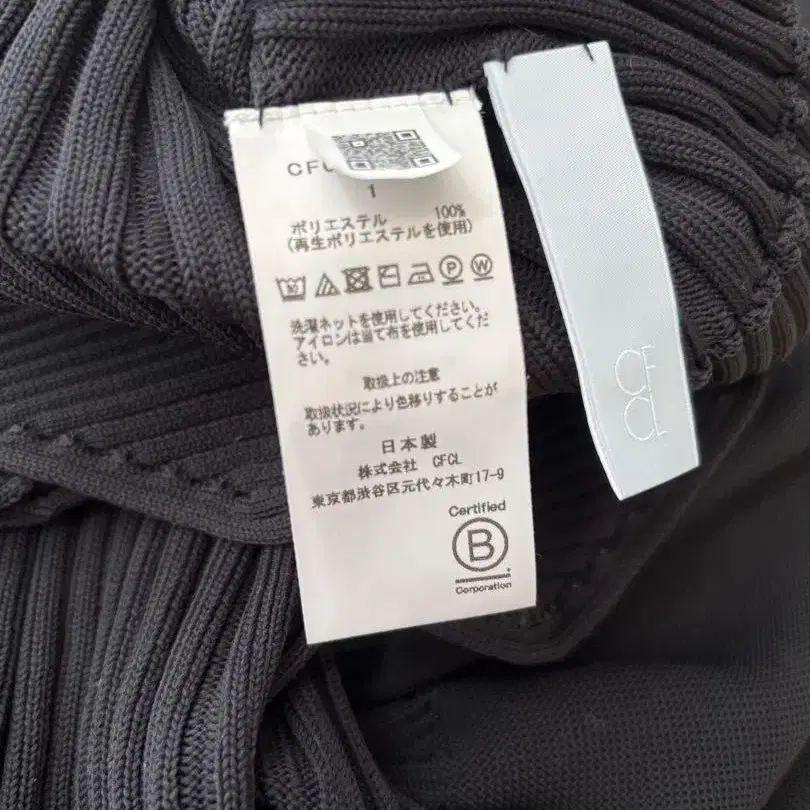 CFC
1
ポリエステル 100%
(再生ポリエステルを使用)
P W
洗濯ネットを使用してください。
アイロンは当て布を使用してくだ
さい。
取扱上の注意
取扱状況により色移りすることが
あります。
日本製
株式会社 CFCL
東京都渋谷区元代々木町17-9
Certified
B
Corporation
CF
CL